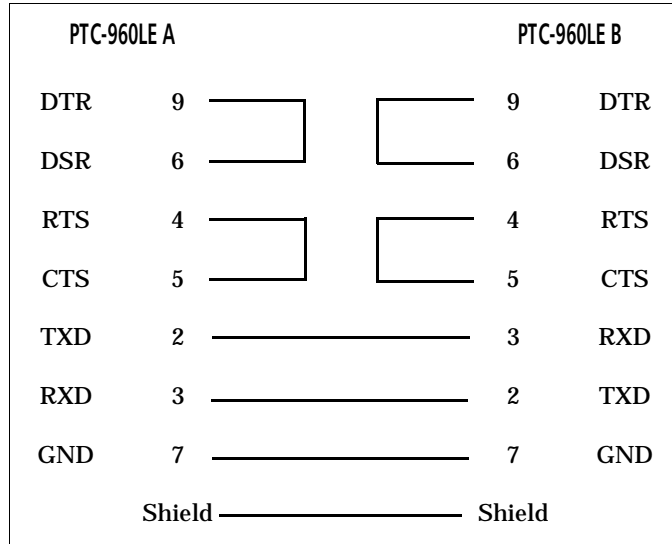 PTC-960LE A PTC-960LE B
DTR 9 9 DTR
DSR 6 6 DSR
RTS 4 4 RTS
CTS 5 5 CTS
TXD 2 3 RXD
RXD 3 2 TXD
GND 7 7 GND
Shield Shield